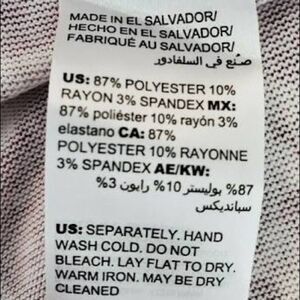 MADE IN EL SALVADOR/
HECHO EN EL SALVADOR/
FABRIQUÉ AU SALVADOR/
صنع في السلفادور
US: 87% POLYESTER 10%
RAYON 3% SPANDEX MX:
87% poliéster 10% rayón 3%
elastano CA: 87%
POLYESTER 10% RAYONNE
3% SPANDEX AE/KW:
87% بوليستر 10% رايون 3%
سبانديكس
US: SEPARATELY. HAND
WASH COLD. DO NOT
BLEACH. LAY FLAT TO DRY.
WARM IRON. MAY BE DRY
CLEANED